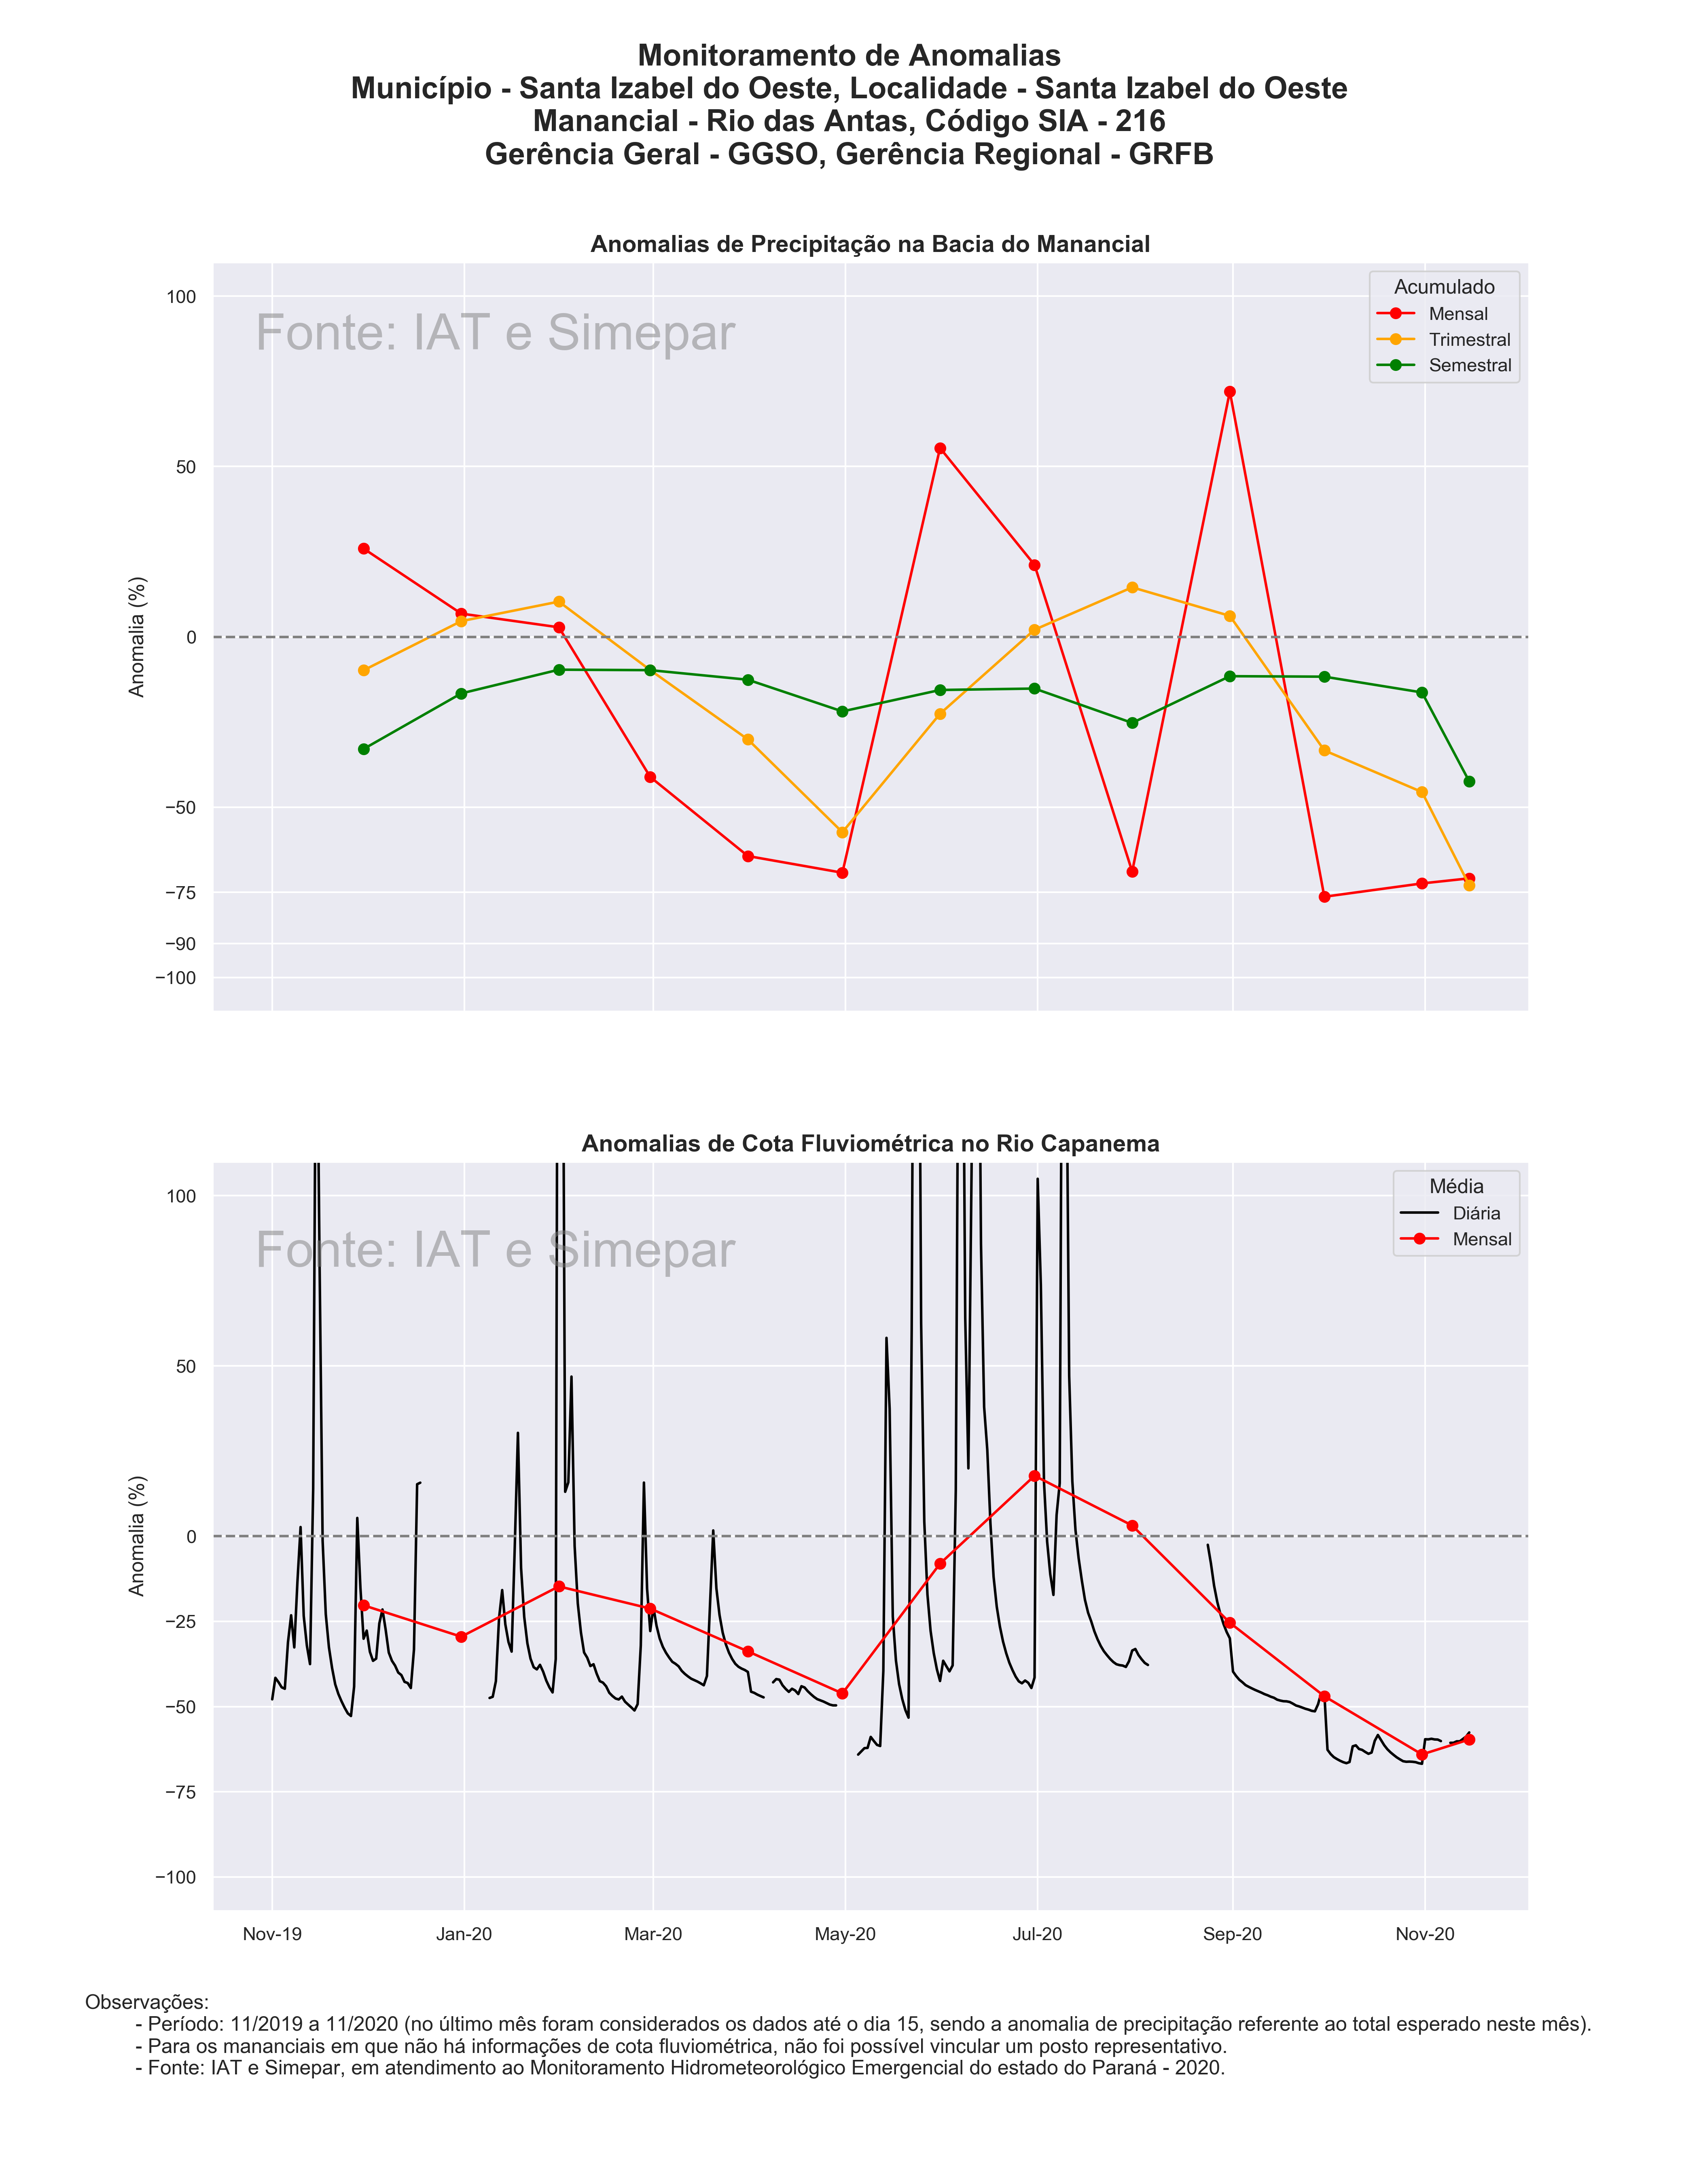 Monitoramento de Anomalias
Município - Santa Izabel do Oeste, Localidade - Santa Izabel do Oeste
Manancial - Rio das Antas, Código SIA - 216
Gerência Geral - GGSO, Gerência Regional - GRFB
Anomalias de Precipitação na Bacia do Manancial
Fonte: IAT e Simepar
Acumulado
Mensal
Trimestral
Semestral
Anomalia (%)
100
50
0
−50
−75
−90
−100
Anomalias de Cota Fluviométrica no Rio Capanema
Fonte: IAT e Simepar
Média
Diária
Mensal
Anomalia (%)
100
50
0
−25
−50
−75
−100
Nov-19 Jan-20 Mar-20 May-20 Jul-20 Sep-20 Nov-20
Observações:
- Período: 11/2019 a 11/2020 (no último mês foram considerados os dados até o dia 15, sendo a anomalia de precipitação referente ao total esperado neste mês).
- Para os mananciais em que não há informações de cota fluviométrica, não foi possível vincular um posto representativo.
- Fonte: IAT e Simepar, em atendimento ao Monitoramento Hidrometeorológico Emergencial do estado do Paraná - 2020.